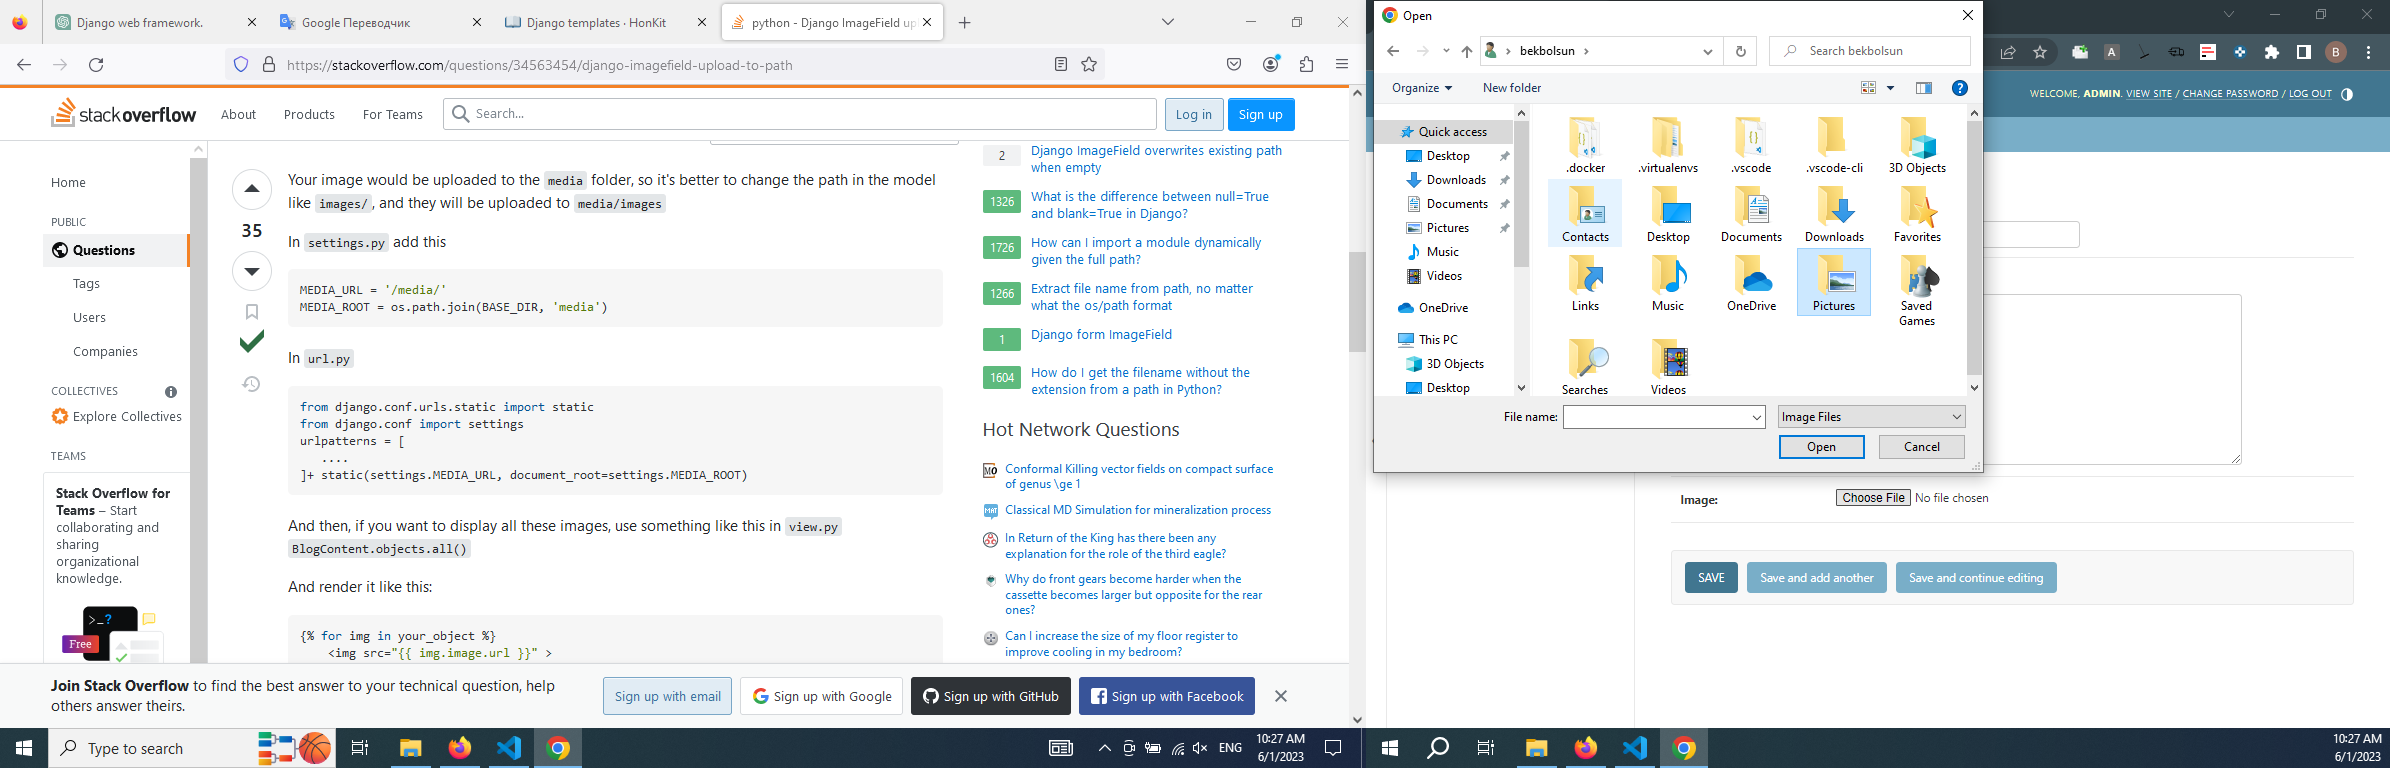 Django web framework.
Google Переводчик
Django templates · HonKit
python - Django ImageField up
https://stackoverflow.com/questions/34563454/django-imagefield-upload-to-path
stackoverflow
About
Products
For Teams
Search...
Log in
Sign up
Home
PUBLIC
Questions
Tags
Users
Companies
COLLECTIVES
Explore Collectives
TEAMS
Stack Overflow for
Teams – Start
collaborating and
sharing
organizational
knowledge.
>_?
Free
35
Your image would be uploaded to the media folder, so it's better to change the path in the model
like images/ , and they will be uploaded to media/images
In settings.py add this
MEDIA_URL = '/media/'
MEDIA_ROOT = os.path.join(BASE_DIR, 'media')
In url.py
from django.conf.urls.static import static
from django.conf import settings
urlpatterns = [
....
]+ static(settings.MEDIA_URL, document_root=settings.MEDIA_ROOT)
And then, if you want to display all these images, use something like this in view.py
BlogContent.objects.all()
And render it like this:
{% for img in your_object %}
<img src="{{ img.image.url }}" >
2
Django ImageField overwrites existing path
when empty
1326
What is the difference between null=True
and blank=True in Django?
1726
How can I import a module dynamically
given the full path?
1266
Extract file name from path, no matter
what the os/path format
1
Django form ImageField
1604
How do I get the filename without the
extension from a path in Python?
Hot Network Questions
Conformal Killing vector fields on compact surface
of genus \ge 1
Classical MD Simulation for mineralization process
In Return of the King has there been any
explanation for the role of the third eagle?
Why do front gears become harder when the
cassette becomes larger but opposite for the rear
ones?
Can I increase the size of my floor register to
improve cooling in my bedroom?
Join Stack Overflow to find the best answer to your technical question, help
others answer theirs.
Sign up with email
Sign up with Google
Sign up with GitHub
Sign up with Facebook
Type to search
ENG
10:27 AM
6/1/2023
Open
bekbolsun
Search bekbolsun
Organize
New folder
Quick access
Desktop
Downloads
Documents
Pictures
Music
Videos
OneDrive
This PC
3D Objects
Desktop
.docker
.virtualenvs
.vscode
.vscode-cli
3D Objects
Contacts
Desktop
Documents
Downloads
Favorites
Links
Music
OneDrive
Pictures
Saved
Games
Searches
Videos
File name:
Image Files
Open
Cancel
A
B
WELCOME, ADMIN. VIEW SITE / CHANGE PASSWORD / LOG OUT
Image:
Choose File No file chosen
SAVE
Save and add another
Save and continue editing
10:27 AM
6/1/2023